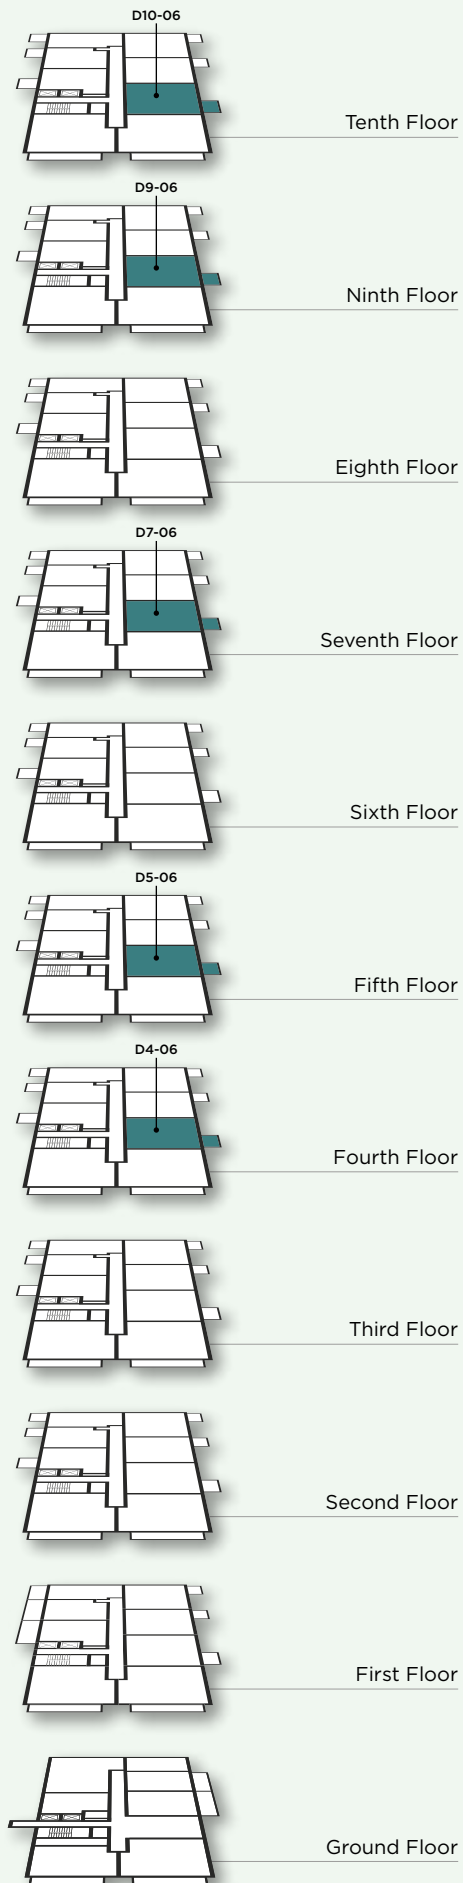 D10-06
Tenth Floor
D9-06
Ninth Floor
Eighth Floor
D7-06
Seventh Floor
Sixth Floor
D5-06
Fifth Floor
D4-06
Fourth Floor
Third Floor
Second Floor
First Floor
Ground Floor